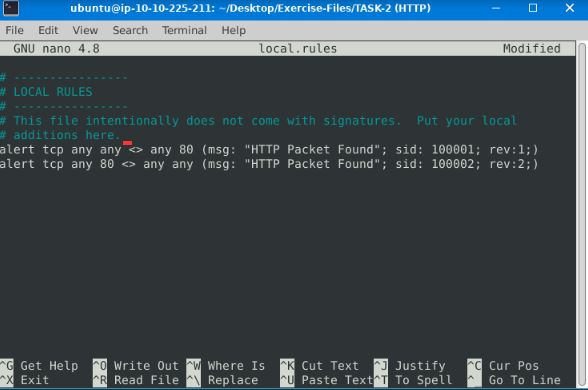 ubuntu@ip-10-10-225-211: ~/Desktop/Exercise-Files/TASK-2 (HTTP)
File Edit View Search Terminal Help
GNU nano 4.8 local.rules Modified
# ----------------
# LOCAL RULES
# ----------------
# This file intentionally does not come with signatures. Put your local
# additions here.
alert tcp any any <> any 80 (msg: "HTTP Packet Found"; sid: 100001; rev:1;)
alert tcp any 80 <> any any (msg: "HTTP Packet Found"; sid: 100002; rev:2;)
^G Get Help ^O Write Out ^W Where Is ^K Cut Text ^J Justify ^C Cur Pos
^X Exit ^R Read File ^\ Replace ^U Paste Text ^T To Spell ^_ Go To Line